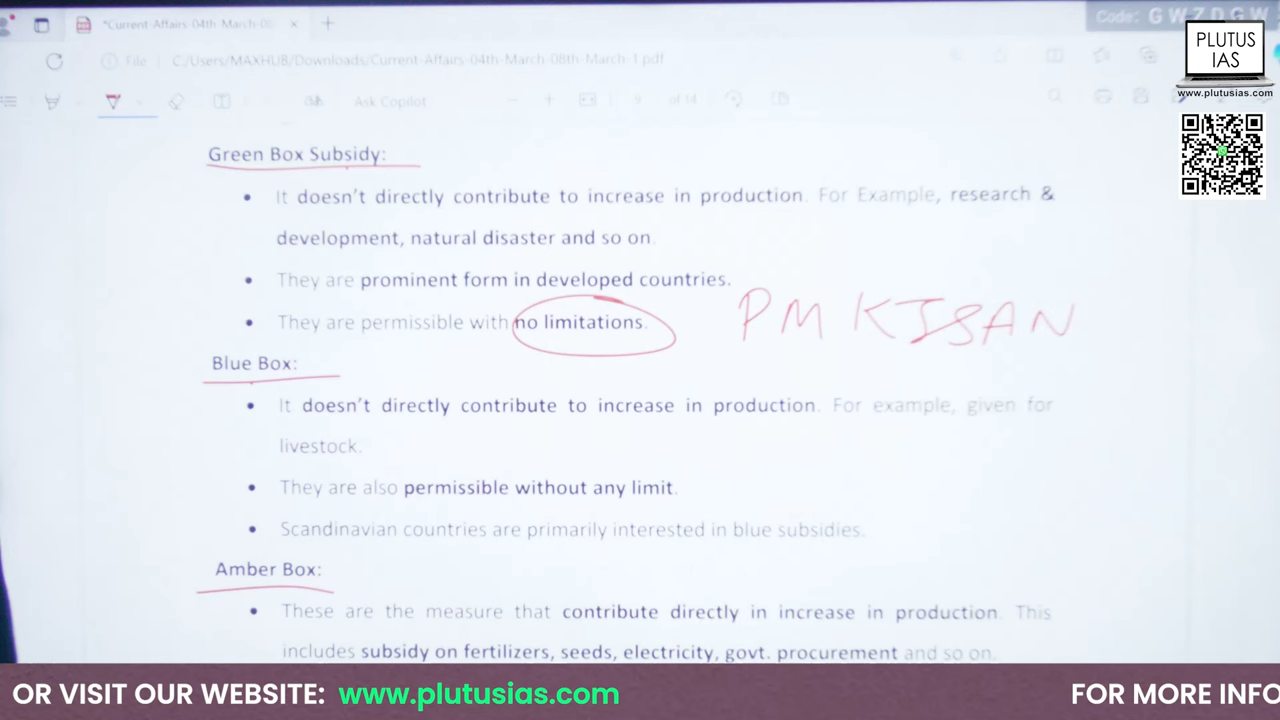 *Current-Affairs-04th-March-08
Code: G W Z D G W
File
C:/Users/MAXHUB/Downloads/Current-Affairs-04th-March-08th-March-1.pdf
PLUTUS
IAS
www.plutusias.com
Ask Copilot
9 of 14
Green Box Subsidy:
• It doesn't directly contribute to increase in production. For Example, research &
development, natural disaster and so on.
• They are prominent form in developed countries.
• They are permissible with no limitations.
PM KISAN
Blue Box:
• It doesn't directly contribute to increase in production. For example, given for
livestock.
• They are also permissible without any limit.
• Scandinavian countries are primarily interested in blue subsidies.
Amber Box:
• These are the measure that contribute directly in increase in production. This
includes subsidy on fertilizers, seeds, electricity, govt. procurement and so on.
OR VISIT OUR WEBSITE: www.plutusias.com
FOR MORE INFO